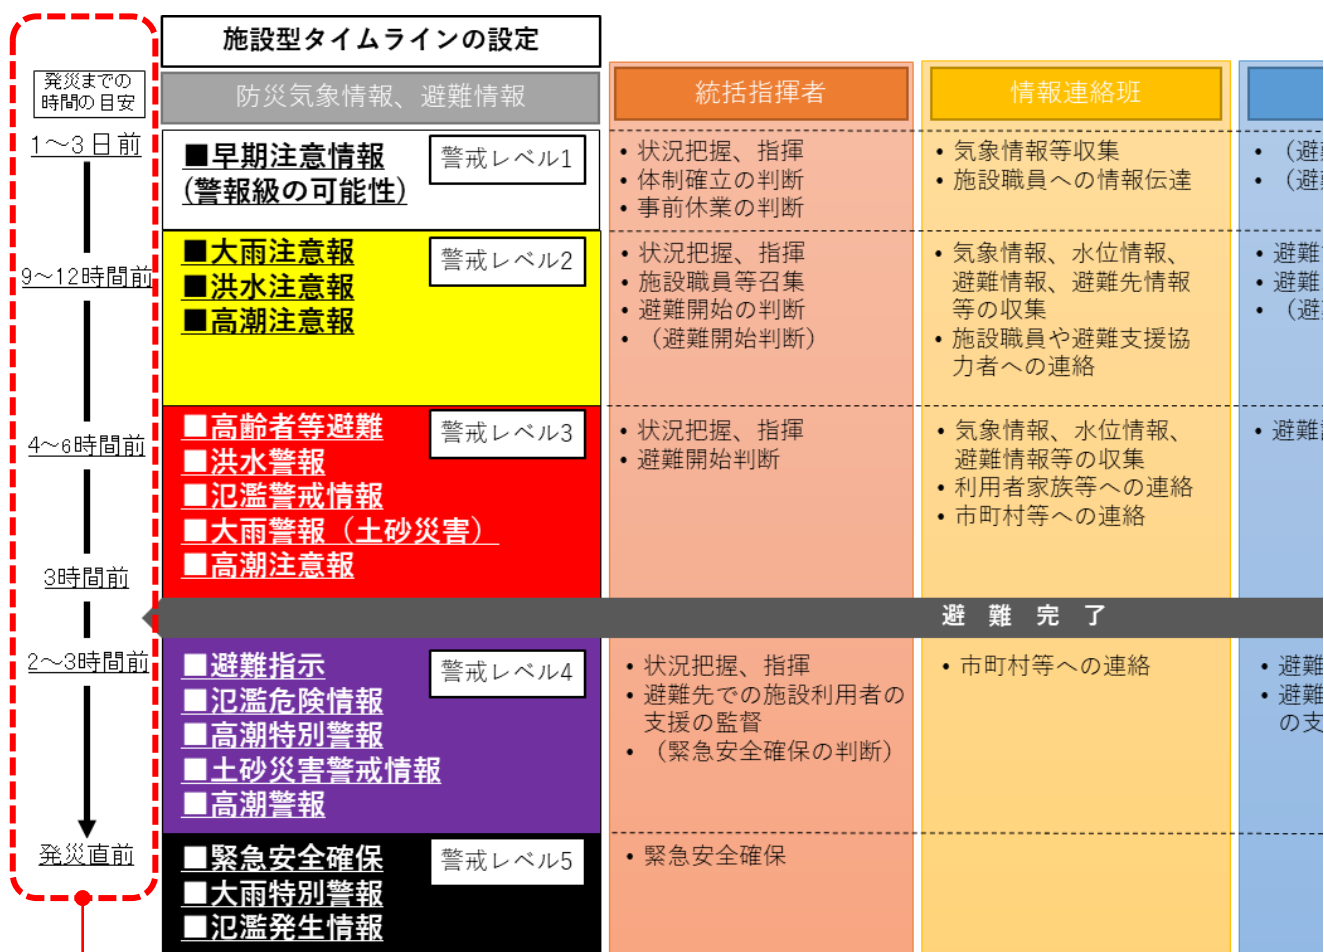 施設型タイムラインの設定
発災までの
時間の目安
防災気象情報、避難情報
統括指揮者
情報連絡班
1～3日前
■早期注意情報
(警報級の可能性)
警戒レベル1
• 状況把握、指揮
• 体制確立の判断
• 事前休業の判断
• 気象情報等収集
• 施設職員への情報伝達
• （避
• （避
9～12時間前
■大雨注意報
■洪水注意報
■高潮注意報
警戒レベル2
• 状況把握、指揮
• 施設職員等召集
• 避難開始の判断
• （避難開始判断）
• 気象情報、水位情報、
避難情報、避難先情報
等の収集
• 施設職員や避難支援協
力者への連絡
• 避難
• 避難
• （避
4～6時間前
■高齢者等避難
■洪水警報
■氾濫警戒情報
■大雨警報（土砂災害）
■高潮注意報
警戒レベル3
• 状況把握、指揮
• 避難開始判断
• 気象情報、水位情報、
避難情報等の収集
• 利用者家族等への連絡
• 市町村等への連絡
• 避難
3時間前
避難完了
2～3時間前
■避難指示
■氾濫危険情報
■高潮特別警報
■土砂災害警戒情報
■高潮警報
警戒レベル4
• 状況把握、指揮
• 避難先での施設利用者の
支援の監督
• （緊急安全確保の判断）
• 市町村等への連絡
• 避難
• 避難
の支
発災直前
■緊急安全確保
■大雨特別警報
■氾濫発生情報
警戒レベル5
• 緊急安全確保